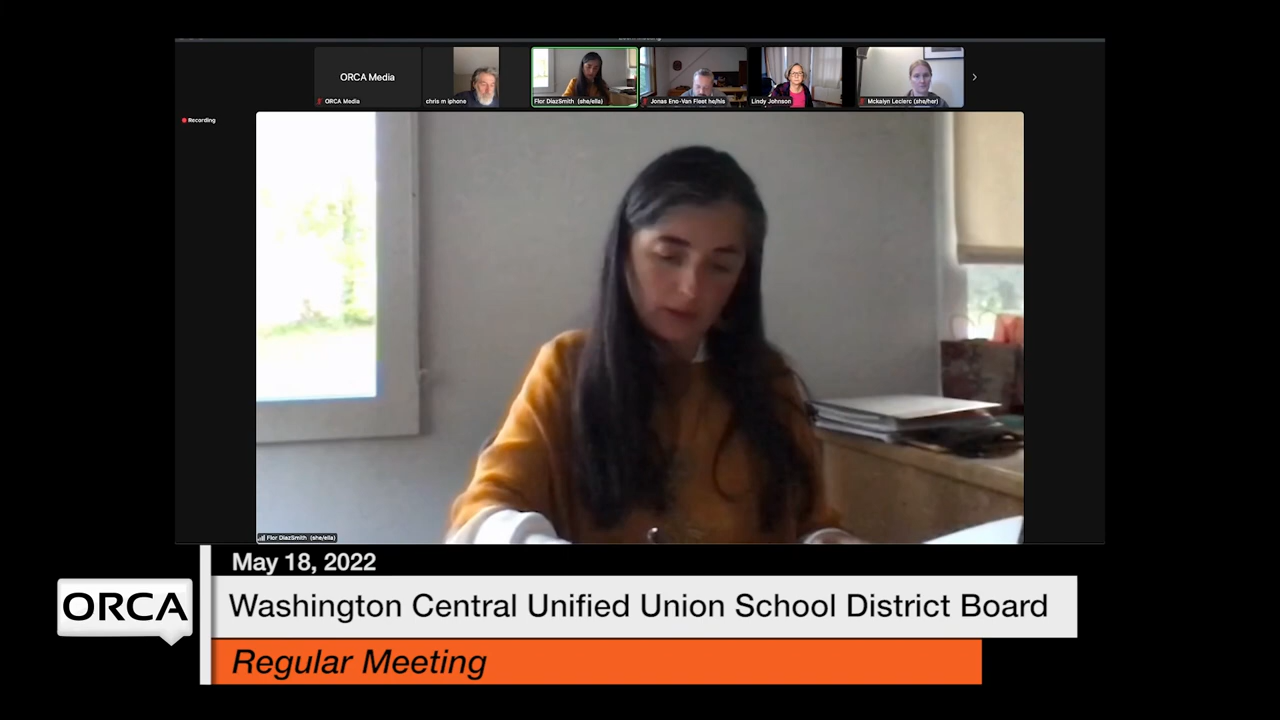 ORCA Media
ORCA Media
chris m iphone
Flor DiazSmith (she/ella)
Jonas Eno-Van Fleet he/his
Lindy Johnson
Mckalyn Leclerc (she/her)
Recording
Flor DiazSmith (she/ella)
May 18, 2022
ORCA
Washington Central Unified Union School District Board
Regular Meeting